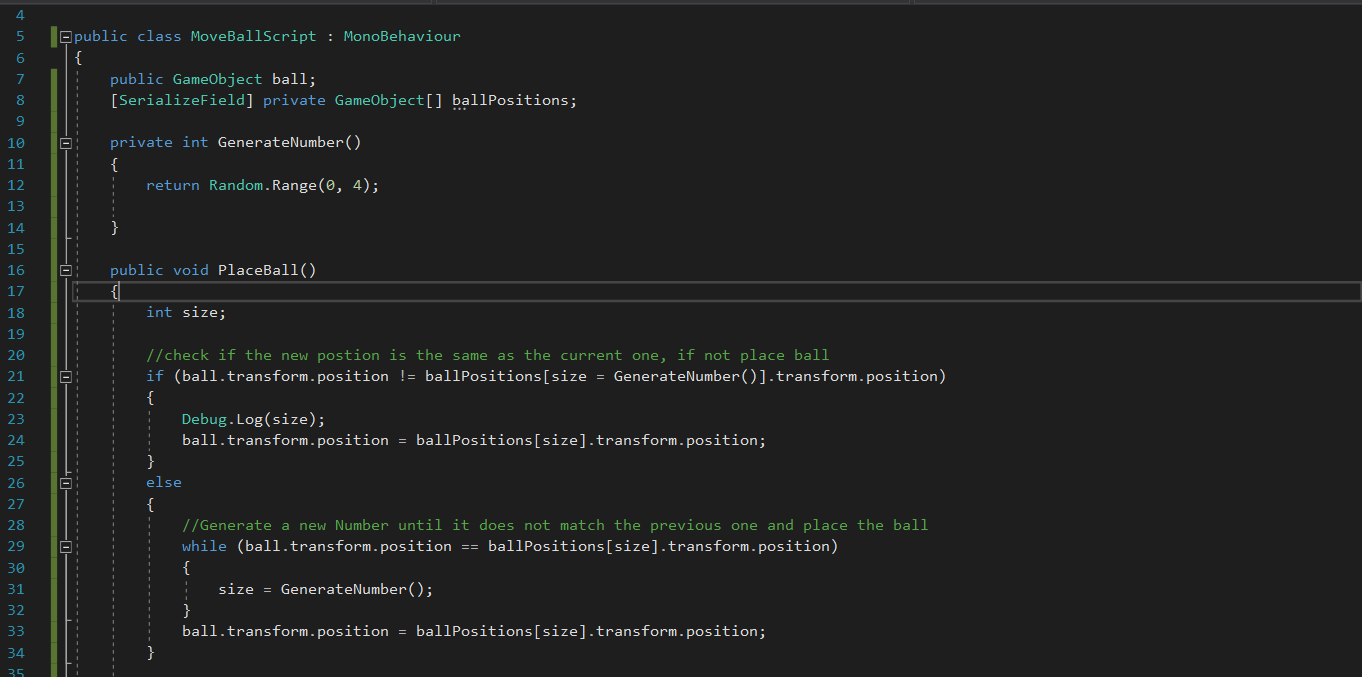 4
5 public class MoveBallScript : MonoBehaviour
6 {
7 public GameObject ball;
8 [SerializeField] private GameObject[] ballPositions;
9
10 private int GenerateNumber()
11 {
12 return Random.Range(0, 4);
13
14 }
15
16 public void PlaceBall()
17 {
18 int size;
19
20 //check if the new postion is the same as the current one, if not place ball
21 if (ball.transform.position != ballPositions[size = GenerateNumber()].transform.position)
22 {
23 Debug.Log(size);
24 ball.transform.position = ballPositions[size].transform.position;
25 }
26 else
27 {
28 //Generate a new Number until it does not match the previous one and place the ball
29 while (ball.transform.position == ballPositions[size].transform.position)
30 {
31 size = GenerateNumber();
32 }
33 ball.transform.position = ballPositions[size].transform.position;
34 }
35